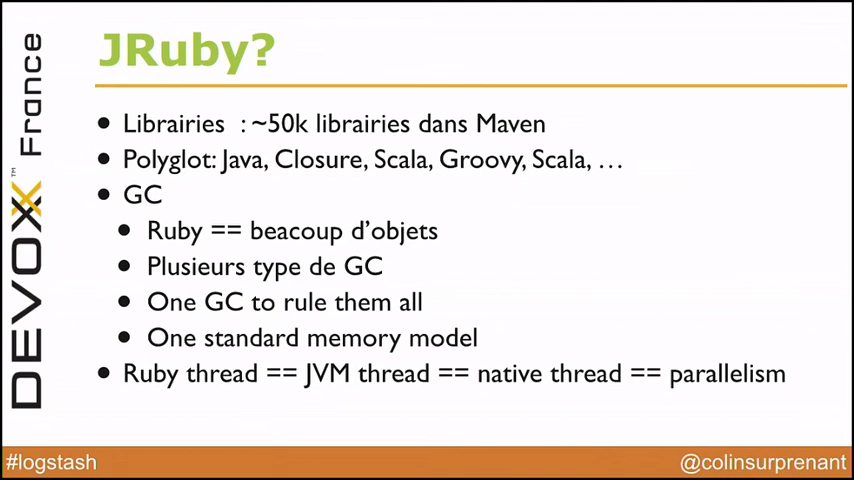 JRuby?
• Librairies : ~50k librairies dans Maven
• Polyglot: Java, Closure, Scala, Groovy, Scala, …
• GC
• Ruby == beacoup d'objets
• Plusieurs type de GC
• One GC to rule them all
• One standard memory model
• Ruby thread == JVM thread == native thread == parallelism
DEVOXX™ France
#logstash
@colinsurprenant